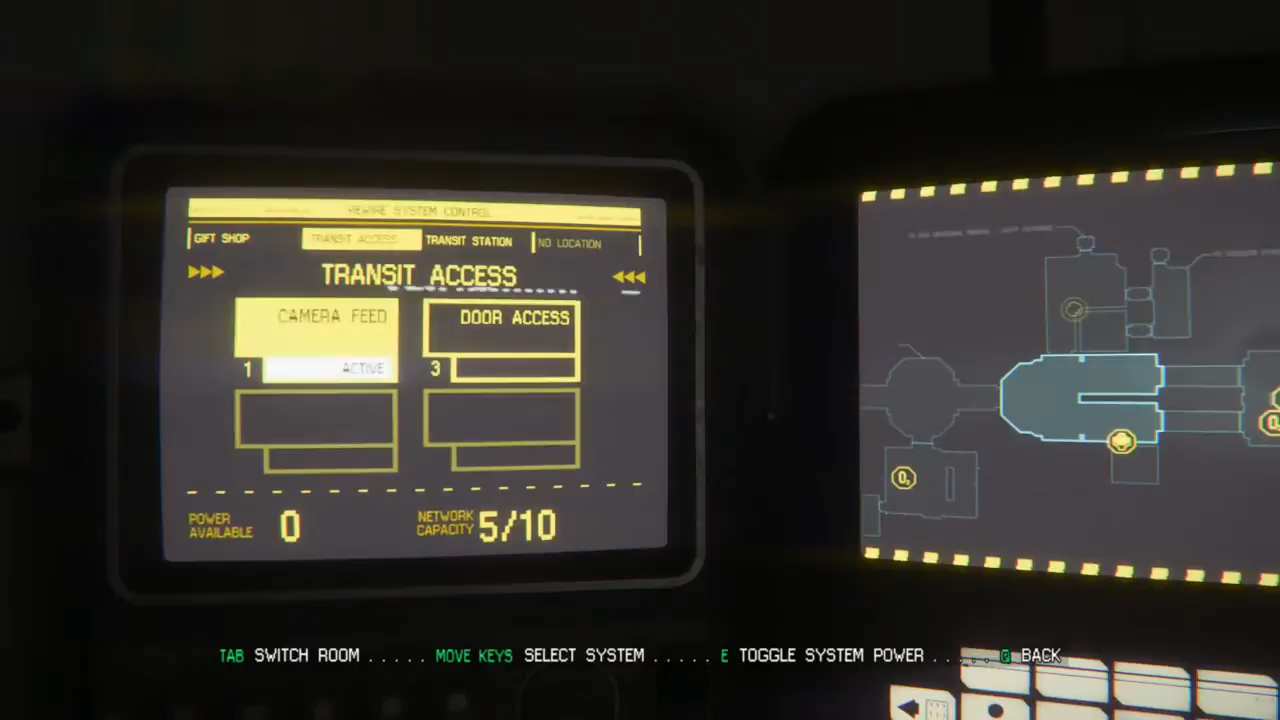 REWIRE SYSTEM CONTROL
GIFT SHOP
TRANSIT ACCESS
TRANSIT STATION
NO LOCATION
TRANSIT ACCESS
CAMERA FEED
DOOR ACCESS
1
ACTIVE
3
POWER AVAILABLE
0
NETWORK CAPACITY
5/10
O₂
TAB SWITCH ROOM ..... MOVE KEYS SELECT SYSTEM ..... E TOGGLE SYSTEM POWER ..... Q BACK